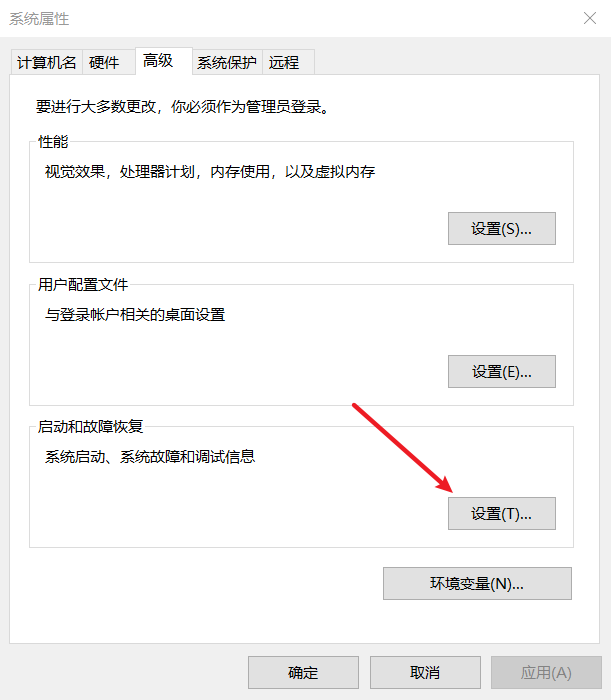 系统属性
计算机名 硬件 高级 系统保护 远程
要进行大多数更改，你必须作为管理员登录。
性能
视觉效果，处理器计划，内存使用，以及虚拟内存
设置(S)...
用户配置文件
与登录帐户相关的桌面设置
设置(E)...
启动和故障恢复
系统启动、系统故障和调试信息
设置(T)...
环境变量(N)...
确定 取消 应用(A)